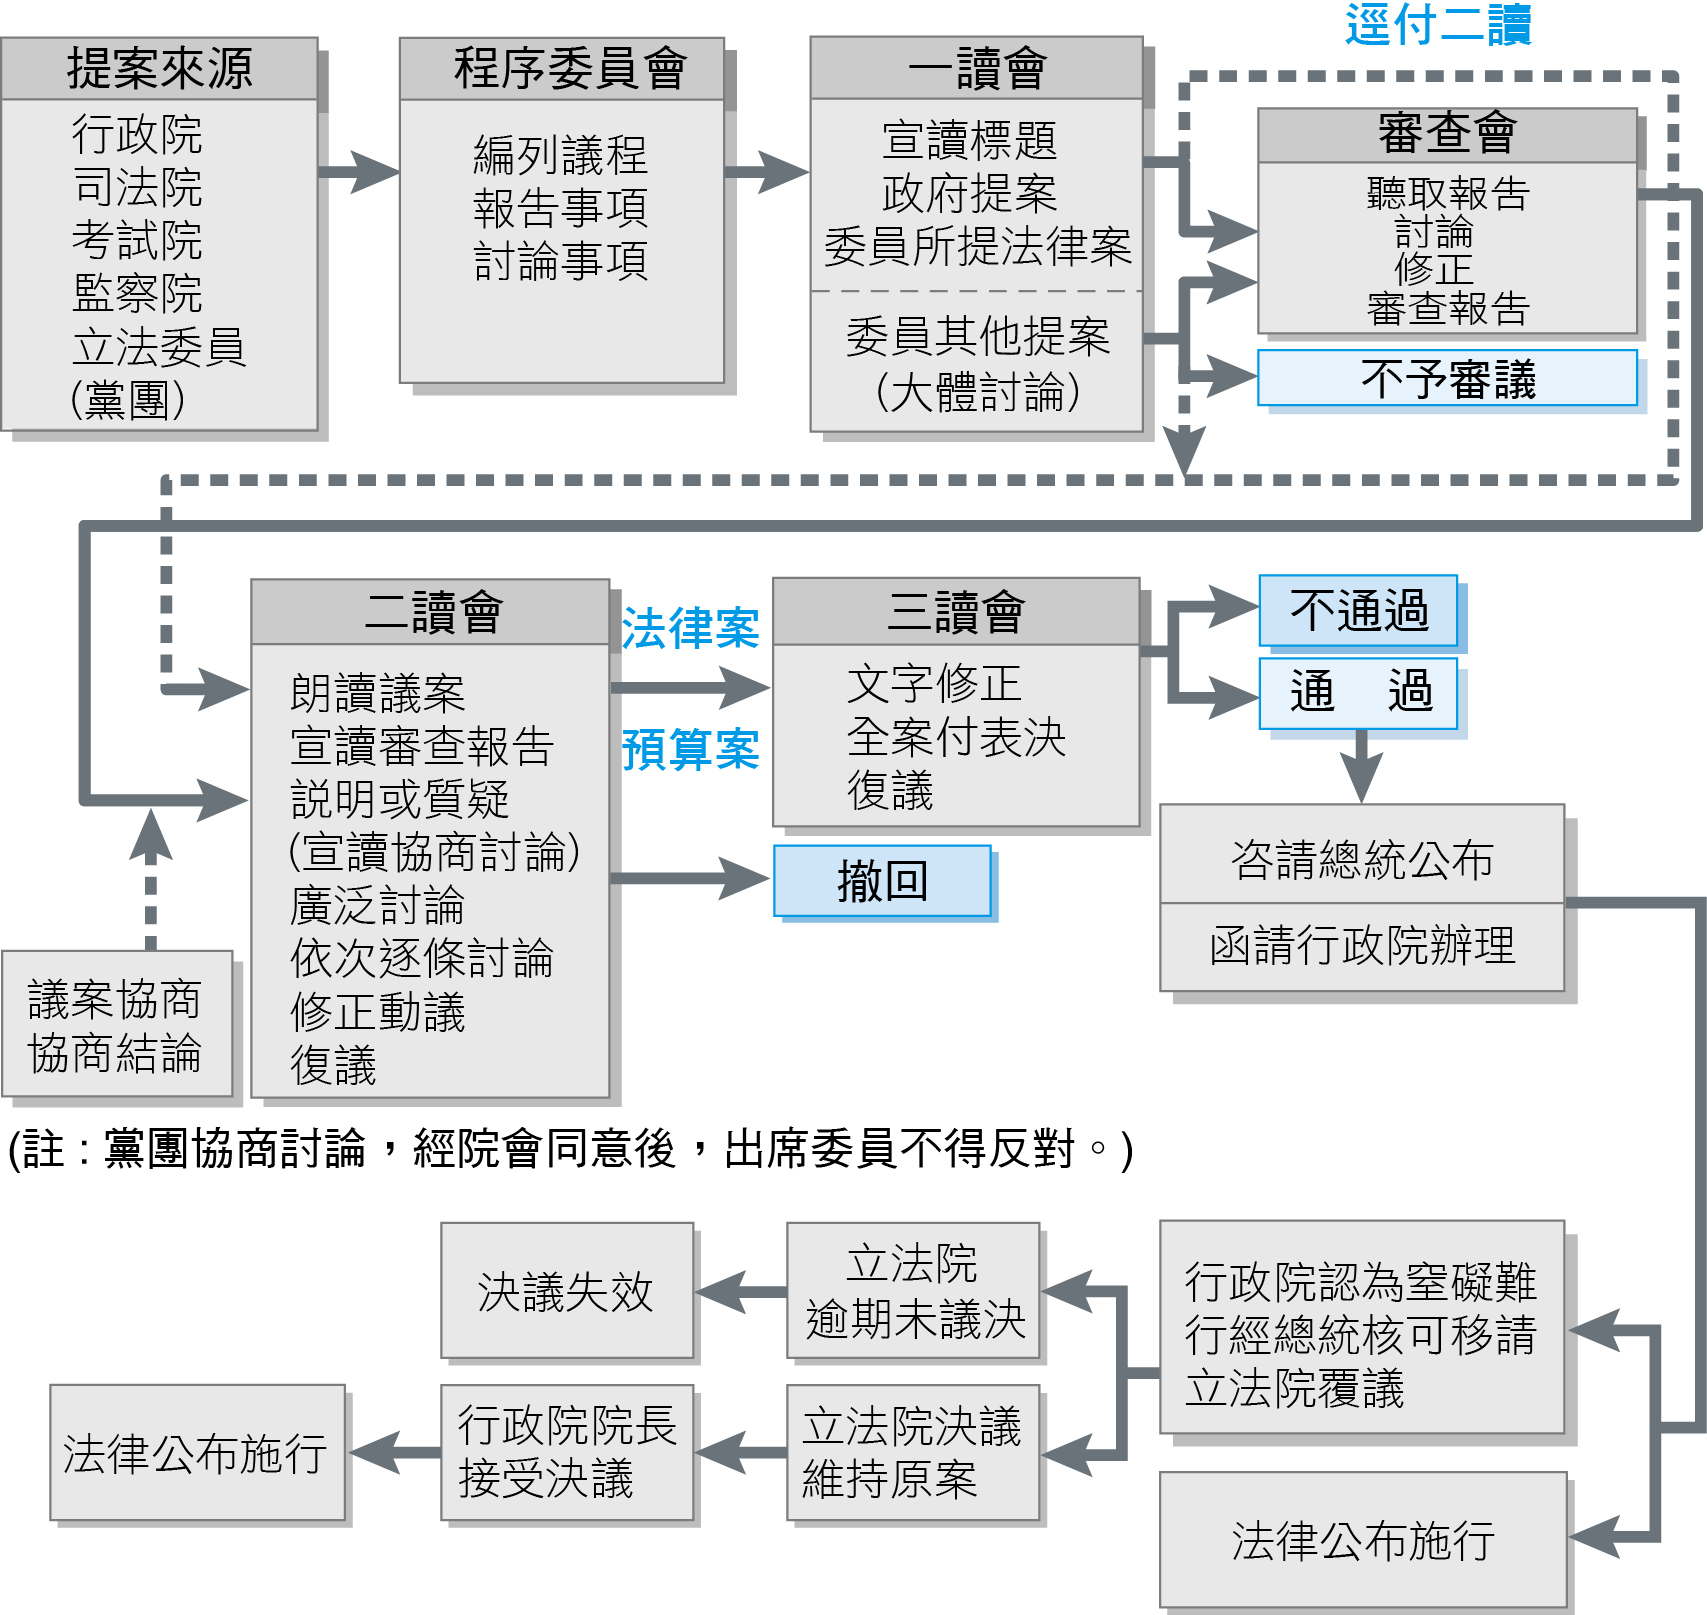 逕付二讀
提案來源
行政院
司法院
考試院
監察院
立法委員
(黨團)
程序委員會
編列議程
報告事項
討論事項
一讀會
宣讀標題
政府提案
委員所提法律案
委員其他提案
(大體討論)
審查會
聽取報告
討論
修正
審查報告
不予審議
二讀會
朗讀議案
宣讀審查報告
説明或質疑
(宣讀協商討論)
廣泛討論
依次逐條討論
修正動議
復議
法律案
預算案
三讀會
文字修正
全案付表決
復議
撤回
不通過
通 過
咨請總統公布
函請行政院辦理
議案協商
協商結論
(註：黨團協商討論，經院會同意後，出席委員不得反對。)
行政院認為窒礙難
行經總統核可移請
立法院覆議
法律公布施行
立法院
逾期未議決
決議失效
立法院決議
維持原案
行政院院長
接受決議
法律公布施行